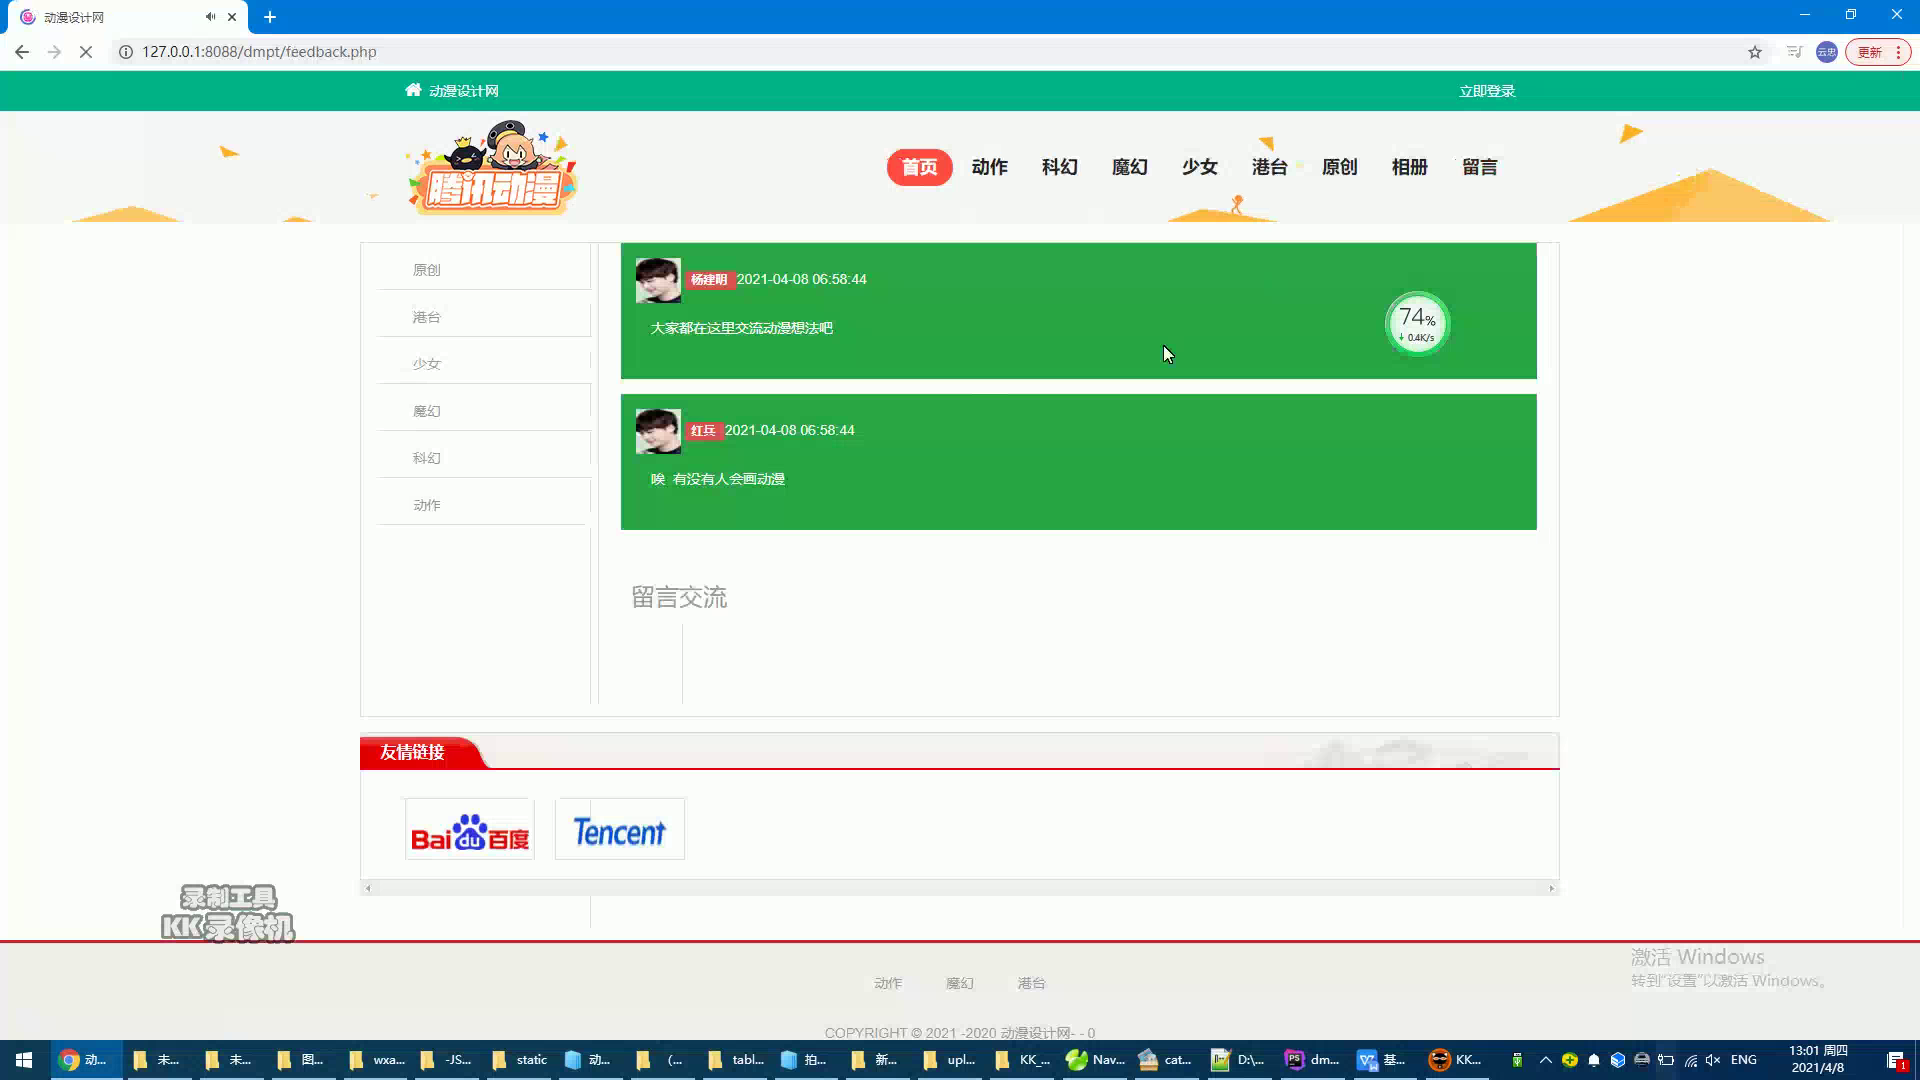 动漫设计网
127.0.0.1:8088/dmpt/feedback.php
云忠
更新
动漫设计网
立即登录
腾讯动漫
首页 动作 科幻 魔幻 少女 港台 原创 相册 留言
原创
港台
少女
魔幻
科幻
动作
杨建明 2021-04-08 06:58:44
大家都在这里交流动漫想法吧
74%
0.4K/s
红兵 2021-04-08 06:58:44
唉 有没有人会画动漫
留言交流
友情链接
Bai du 百度
Tencent
录制工具
KK录像机
激活 Windows
转到"设置"以激活 Windows。
动作 魔幻 港台
COPYRIGHT © 2021 -2020 动漫设计网- - 0
动... 未... 未... 图... wxa... -JS... static 动... (... tabl... 拍... 新... upl... KK_... Nav... cat... D:\... dm... 基... KK... ENG
13:01 周四
2021/4/8
1